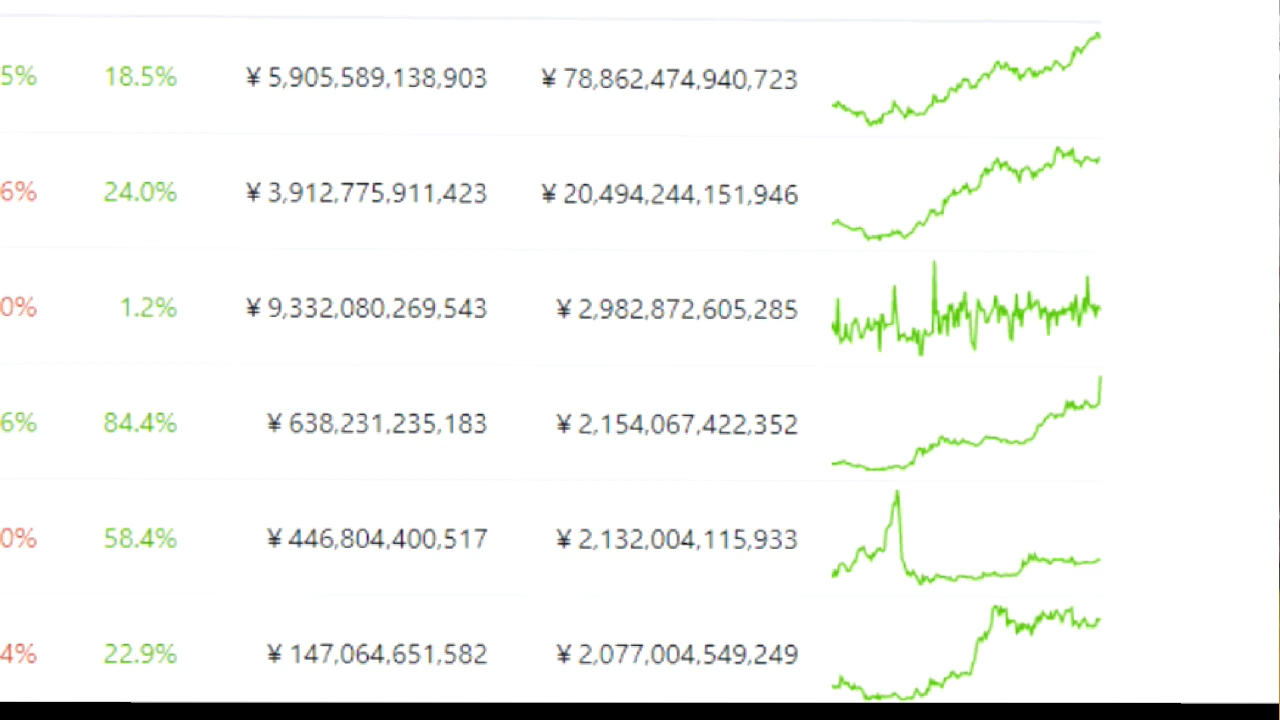 5% 18.5% ¥ 5,905,589,138,903 ¥ 78,862,474,940,723
6% 24.0% ¥ 3,912,775,911,423 ¥ 20,494,244,151,946
0% 1.2% ¥ 9,332,080,269,543 ¥ 2,982,872,605,285
6% 84.4% ¥ 638,231,235,183 ¥ 2,154,067,422,352
0% 58.4% ¥ 446,804,400,517 ¥ 2,132,004,115,933
4% 22.9% ¥ 147,064,651,582 ¥ 2,077,004,549,249